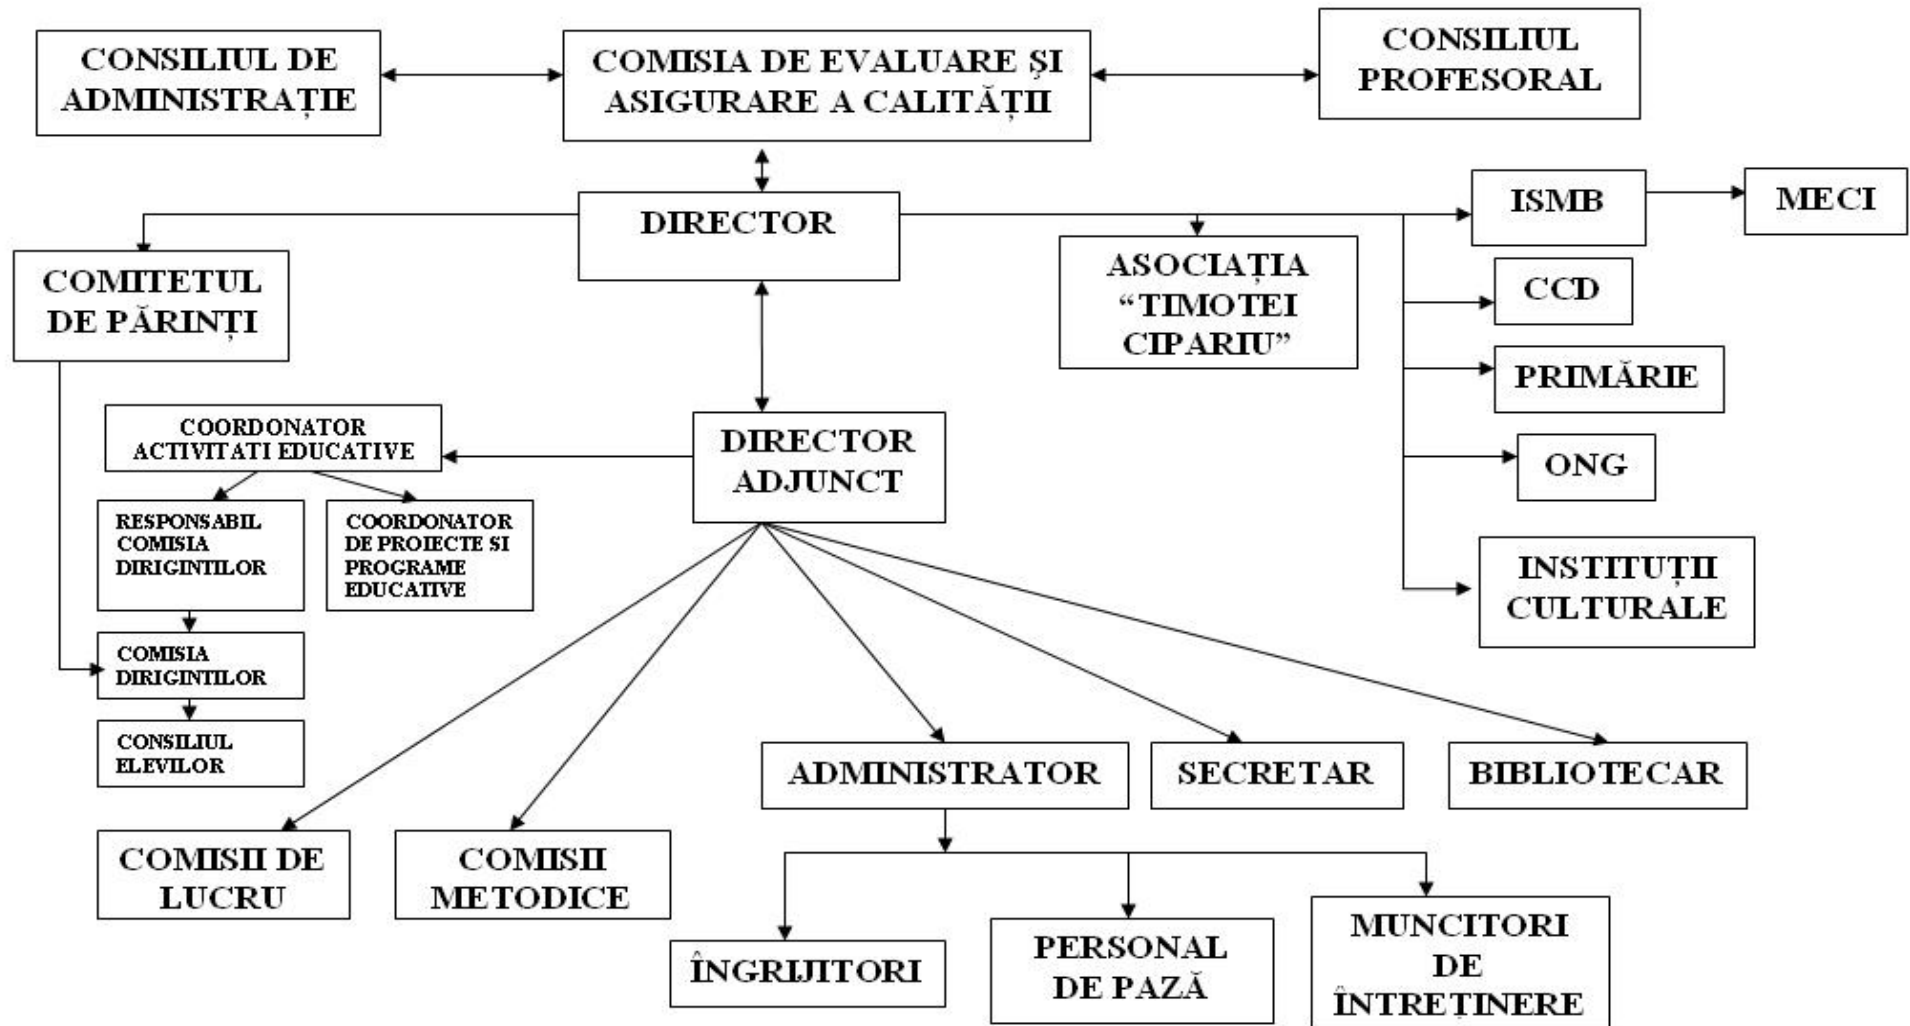 CONSILIUL DE
ADMINISTRAȚIE
COMISIA DE EVALUARE ŞI
ASIGURARE A CALITĂȚII
CONSILIUL
PROFESORAL
DIRECTOR
ISMB
MECI
COMITETUL
DE PĂRINȚI
ASOCIAȚIA
“TIMOTEI
CIPARIU”
CCD
PRIMĂRIE
COORDONATOR
ACTIVITATI EDUCATIVE
DIRECTOR
ADJUNCT
ONG
RESPONSABIL
COMISIA
DIRIGINTILOR
COORDONATOR
DE PROIECTE SI
PROGRAME
EDUCATIVE
INSTITUȚII
CULTURALE
COMISIA
DIRIGINTILOR
CONSILIUL
ELEVILOR
ADMINISTRATOR
SECRETAR
BIBLIOTECAR
COMISII DE
LUCRU
COMISII
METODICE
ÎNGRIJITORI
PERSONAL
DE PAZĂ
MUNCITORI
DE
ÎNTREȚINERE